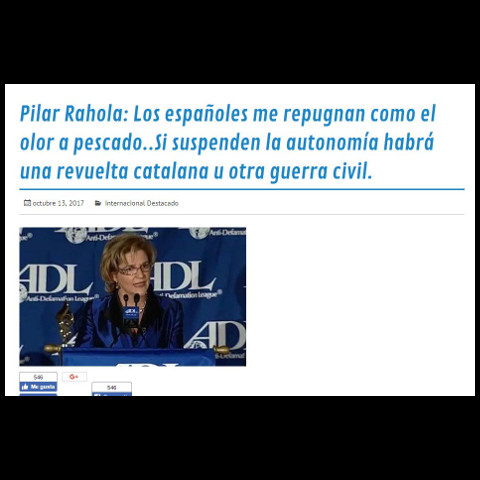 Pilar Rahola: Los españoles me repugnan como el
olor a pescado..Si suspenden la autonomía habrá
una revuelta catalana u otra guerra civil.
octubre 13, 2017 Internacional Destacado
ADL
Anti-Defamation League®
ADL
Anti-Defamation League®
ADL
Anti-Defamation
546
G+
Me gusta
548